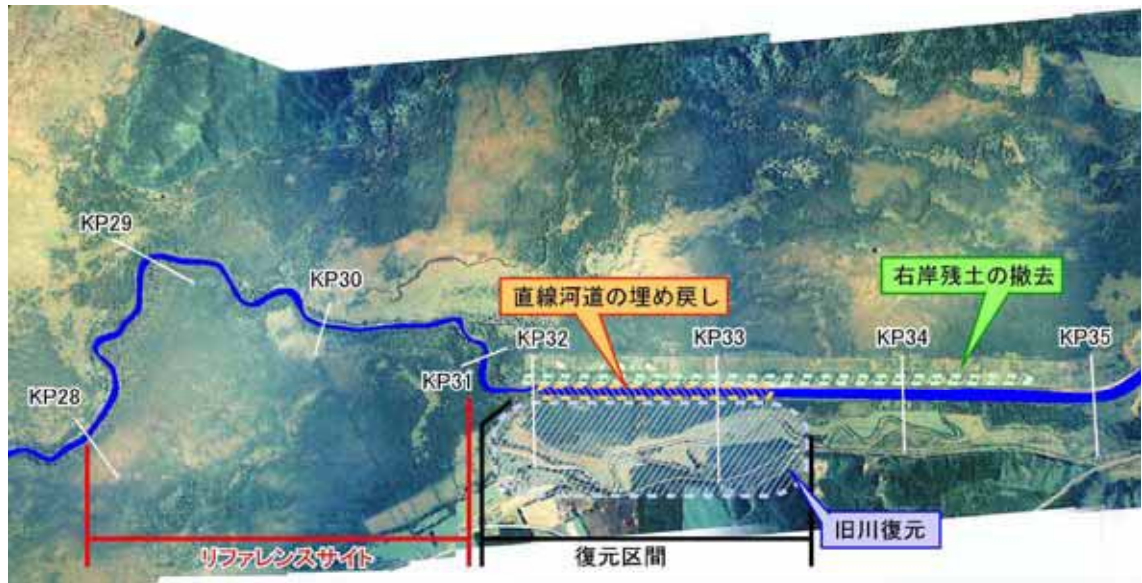 KP29
KP30
直線河道の埋め戻し
右岸残土の撤去
KP32
KP33
KP34
KP35
KP31
KP28
旧川復元
リファレンスサイト
復元区間